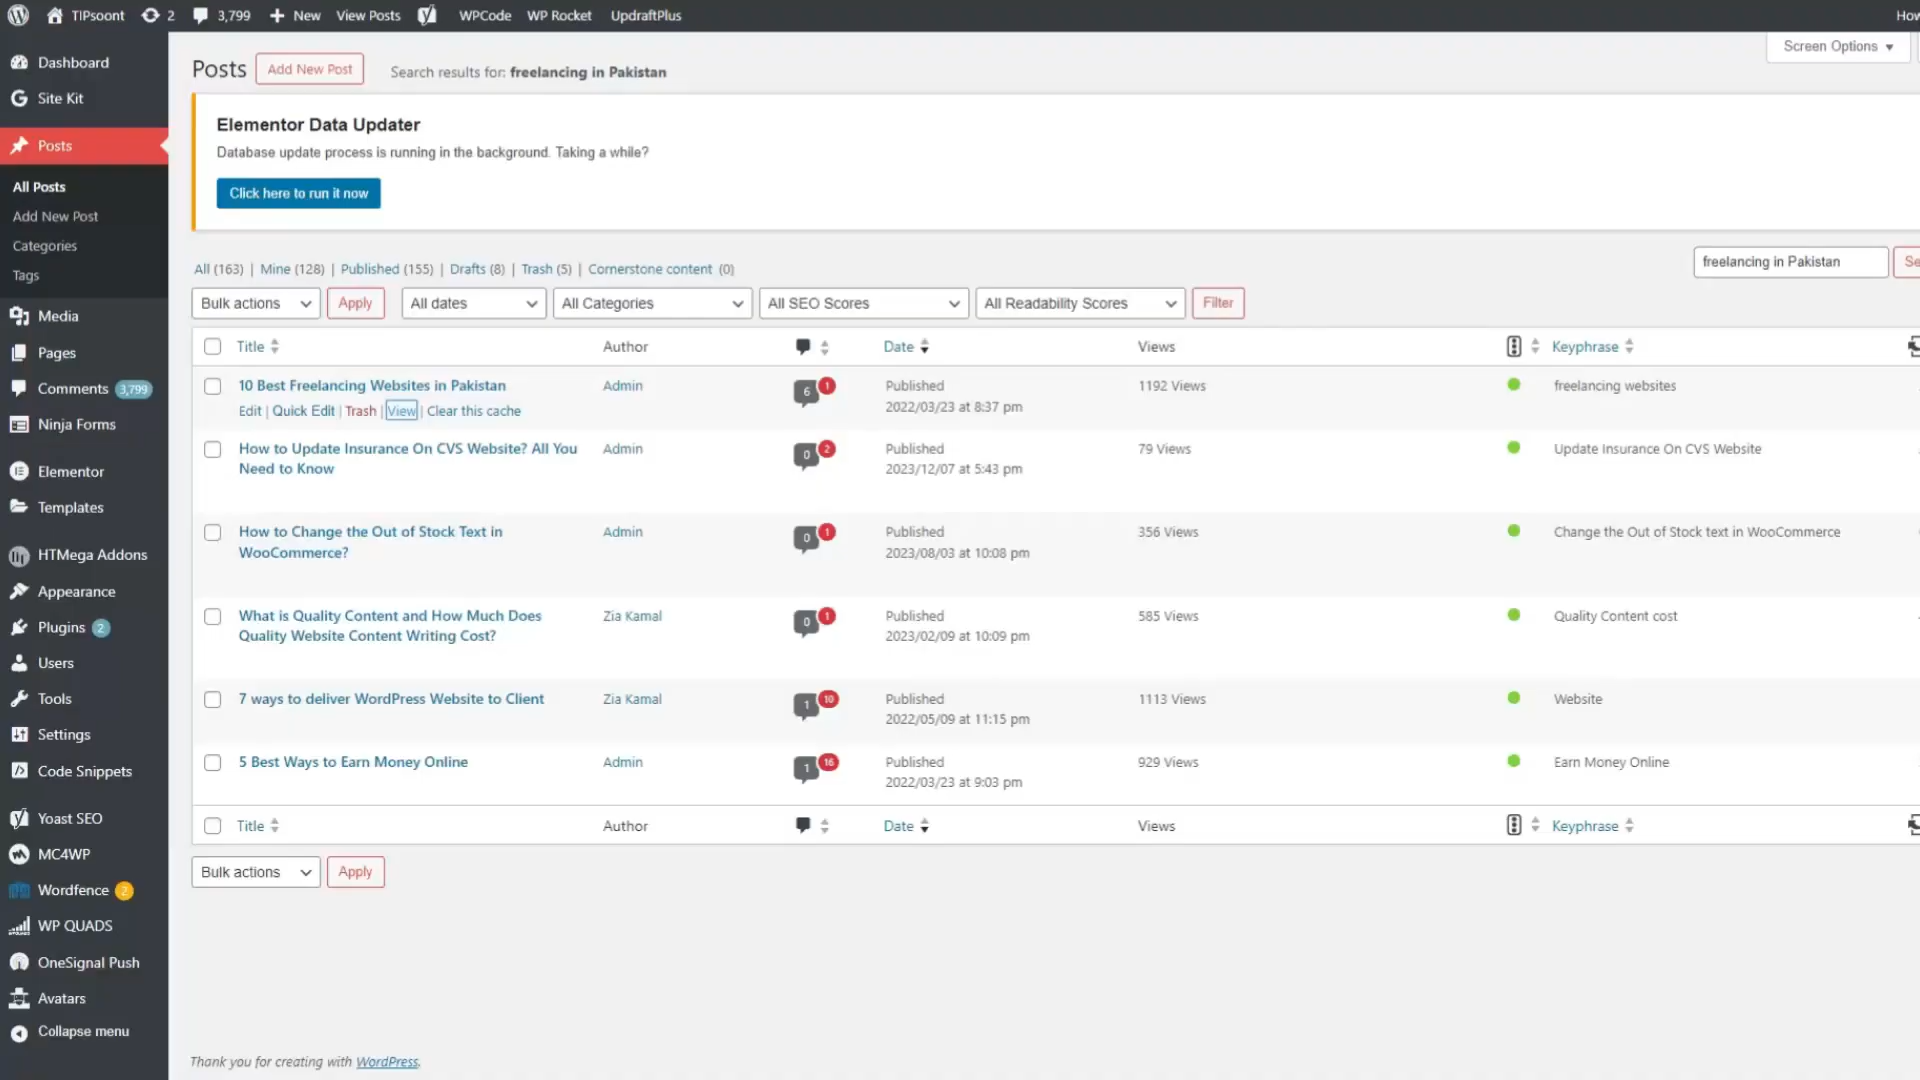 TIPsoont 2 3,799 New View Posts WPCode WP Rocket UpdraftPlus
Dashboard
Site Kit
Posts
All Posts
Add New Post
Categories
Tags
Media
Pages
Comments 3,799
Ninja Forms
Elementor
Templates
HTMega Addons
Appearance
Plugins 2
Users
Tools
Settings
Code Snippets
Yoast SEO
MC4WP
Wordfence 2
WP QUADS
OneSignal Push
Avatars
Collapse menu
Screen Options
Posts Add New Post Search results for: freelancing in Pakistan
Elementor Data Updater
Database update process is running in the background. Taking a while?
Click here to run it now
All (163) | Mine (128) | Published (155) | Drafts (8) | Trash (5) | Cornerstone content (0)
freelancing in Pakistan
Bulk actions Apply All dates All Categories All SEO Scores All Readability Scores Filter
Title Author Date Views Keyphrase
10 Best Freelancing Websites in Pakistan Admin 6 1 Published 1192 Views freelancing websites
Edit | Quick Edit | Trash | View | Clear this cache 2022/03/23 at 8:37 pm
How to Update Insurance On CVS Website? All You Admin 0 2 Published 79 Views Update Insurance On CVS Website
Need to Know 2023/12/07 at 5:43 pm
How to Change the Out of Stock Text in Admin 0 1 Published 356 Views Change the Out of Stock text in WooCommerce
WooCommerce? 2023/08/03 at 10:08 pm
What is Quality Content and How Much Does Zia Kamal 0 1 Published 585 Views Quality Content cost
Quality Website Content Writing Cost? 2023/02/09 at 10:09 pm
7 ways to deliver WordPress Website to Client Zia Kamal 1 10 Published 1113 Views Website
2022/05/09 at 11:15 pm
5 Best Ways to Earn Money Online Admin 1 16 Published 929 Views Earn Money Online
2022/03/23 at 9:03 pm
Title Author Date Views Keyphrase
Bulk actions Apply
Thank you for creating with WordPress.